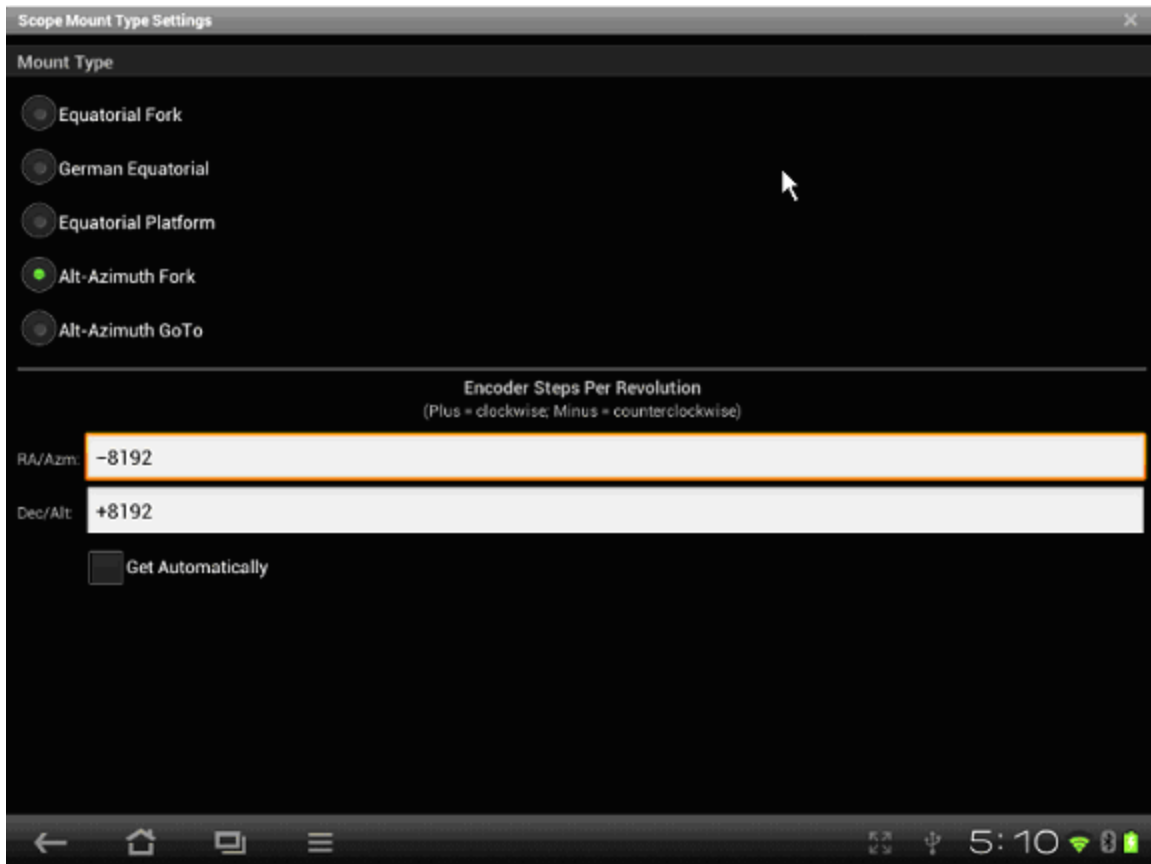 Scope Mount Type Settings
Mount Type
Equatorial Fork
German Equatorial
Equatorial Platform
Alt-Azimuth Fork
Alt-Azimuth GoTo
Encoder Steps Per Revolution
(Plus = clockwise; Minus = counterclockwise)
RA/Azm: −8192
Dec/Alt: +8192
Get Automatically
5:10